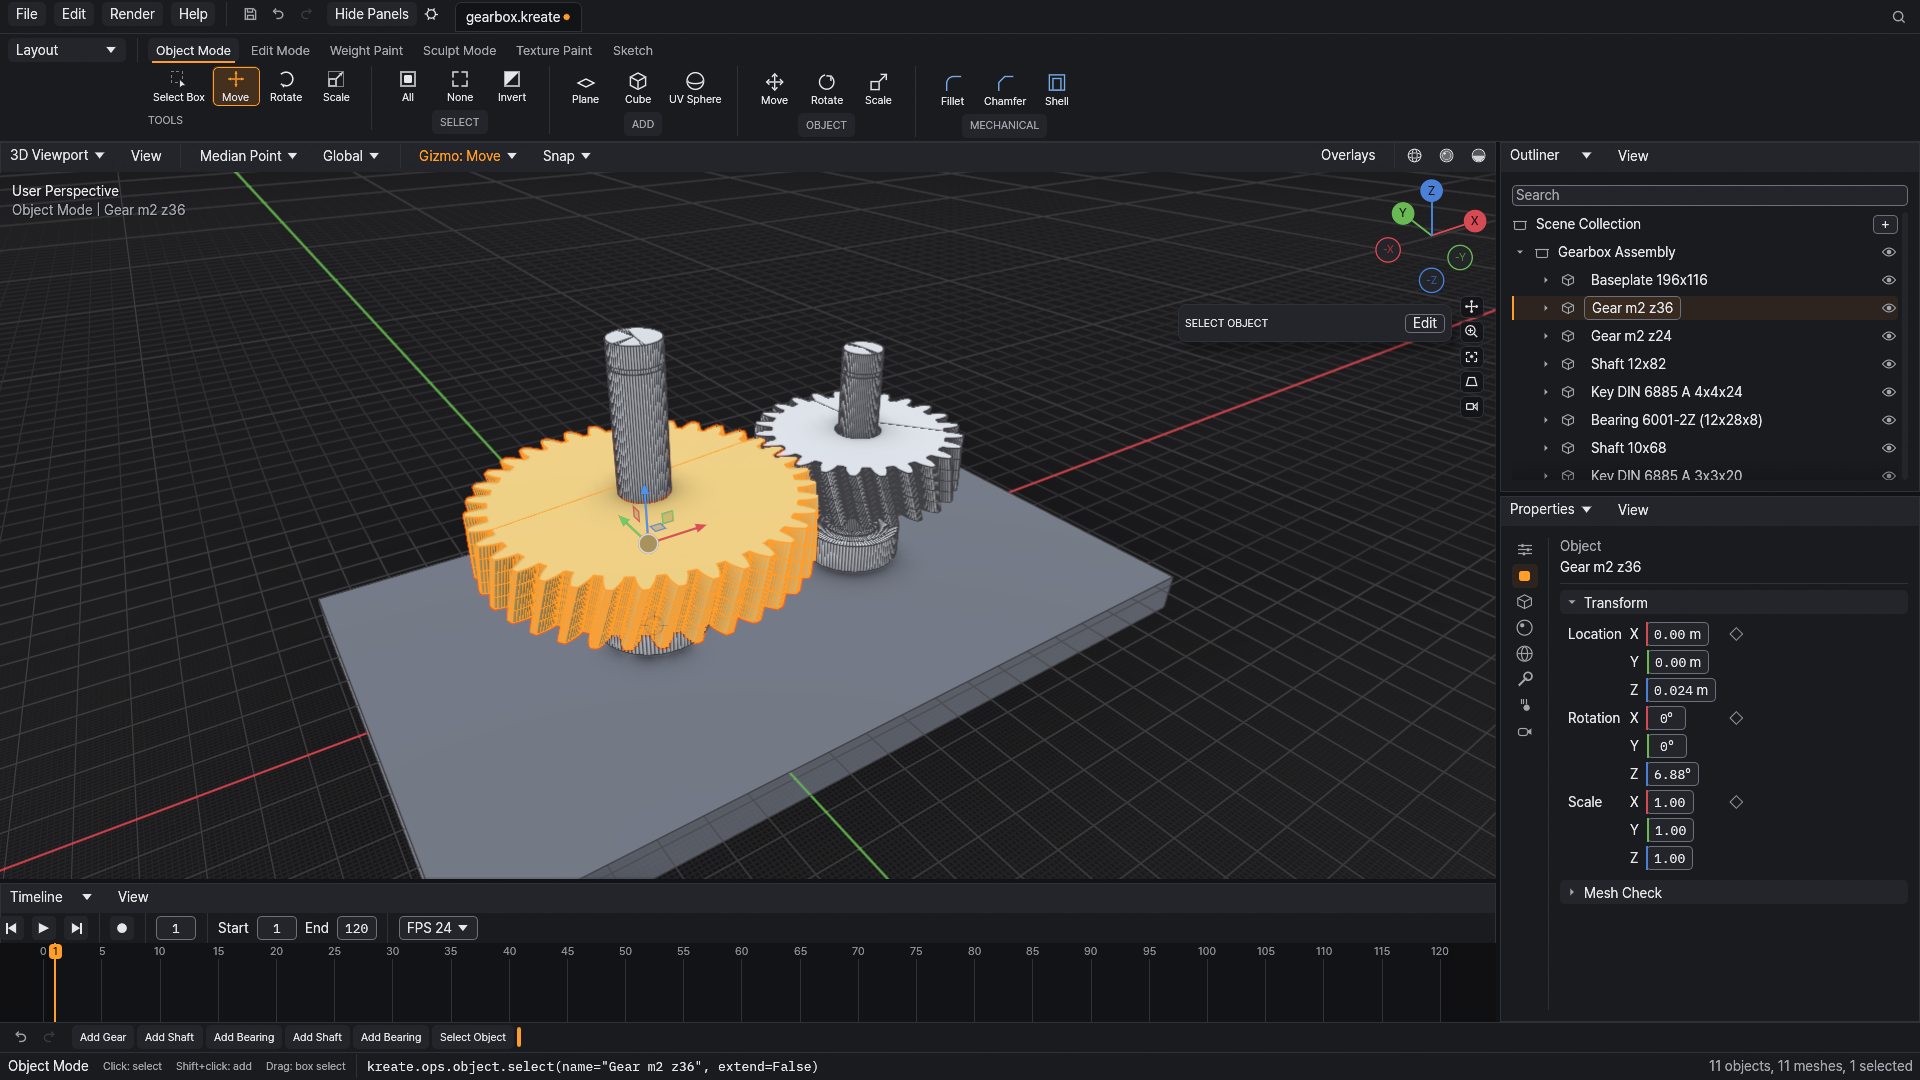 File Edit Render Help Hide Panels gearbox.kreate
Layout Object Mode Edit Mode Weight Paint Sculpt Mode Texture Paint Sketch
Select Box Move Rotate Scale All None Invert Plane Cube UV Sphere Move Rotate Scale Fillet Chamfer Shell
TOOLS SELECT ADD OBJECT MECHANICAL
3D Viewport View Median Point Global Gizmo: Move Snap Overlays
User Perspective
Object Mode | Gear m2 z36
Z
Y
X
-X
-Y
-Z
SELECT OBJECT Edit
Outliner View
Search
Scene Collection +
Gearbox Assembly
Baseplate 196x116
Gear m2 z36
Gear m2 z24
Shaft 12x82
Key DIN 6885 A 4x4x24
Bearing 6001-2Z (12x28x8)
Shaft 10x68
Key DIN 6885 A 3x3x20
Properties View
Object
Gear m2 z36
Transform
Location X 0.00 m
Y 0.00 m
Z 0.024 m
Rotation X 0°
Y 0°
Z 6.88°
Scale X 1.00
Y 1.00
Z 1.00
Mesh Check
Timeline View
1 Start 1 End 120 FPS 24
0 1 5 10 15 20 25 30 35 40 45 50 55 60 65 70 75 80 85 90 95 100 105 110 115 120
Add Gear Add Shaft Add Bearing Add Shaft Add Bearing Select Object
Object Mode Click: select Shift+click: add Drag: box select kreate.ops.object.select(name="Gear m2 z36", extend=False) 11 objects, 11 meshes, 1 selected